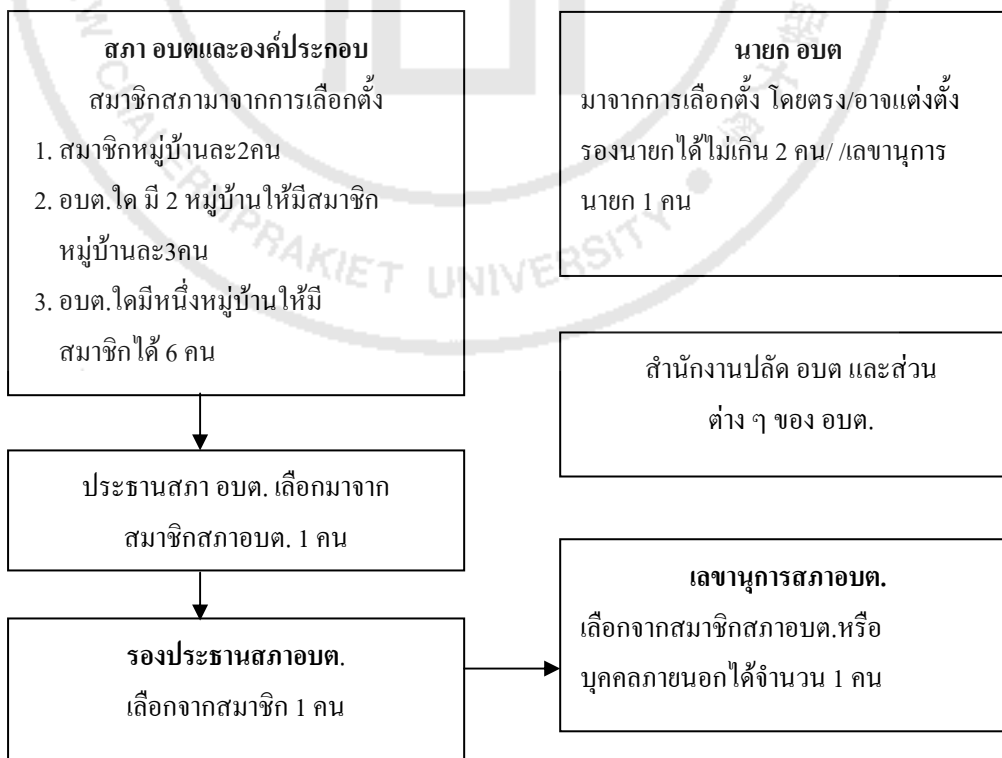 สภา อบตและองค์ประกอบ
สมาชิกสภามาจากการเลือกตั้ง
1. สมาชิกหมู่บ้านละ2คน
2. อบต.ใด มี 2 หมู่บ้านให้มีสมาชิก
หมู่บ้านละ3คน
3. อบต.ใดมีหนึ่งหมู่บ้านให้มี
สมาชิกได้ 6 คน
ประธานสภา อบต. เลือกมาจาก
สมาชิกสภาอบต. 1 คน
รองประธานสภาอบต.
เลือกจากสมาชิก 1 คน
นายก อบต
มาจากการเลือกตั้ง โดยตรง/อาจแต่งตั้ง
รองนายกได้ไม่เกิน 2 คน/ /เลขานุการ
นายก 1 คน
สำนักงานปลัด อบต และส่วน
ต่าง ๆ ของ อบต.
เลขานุการสภาอบต.
เลือกจากสมาชิกสภาอบต.หรือ
บุคคลภายนอกได้จำนวน 1 คน
PRAKIET UNIVERSITY